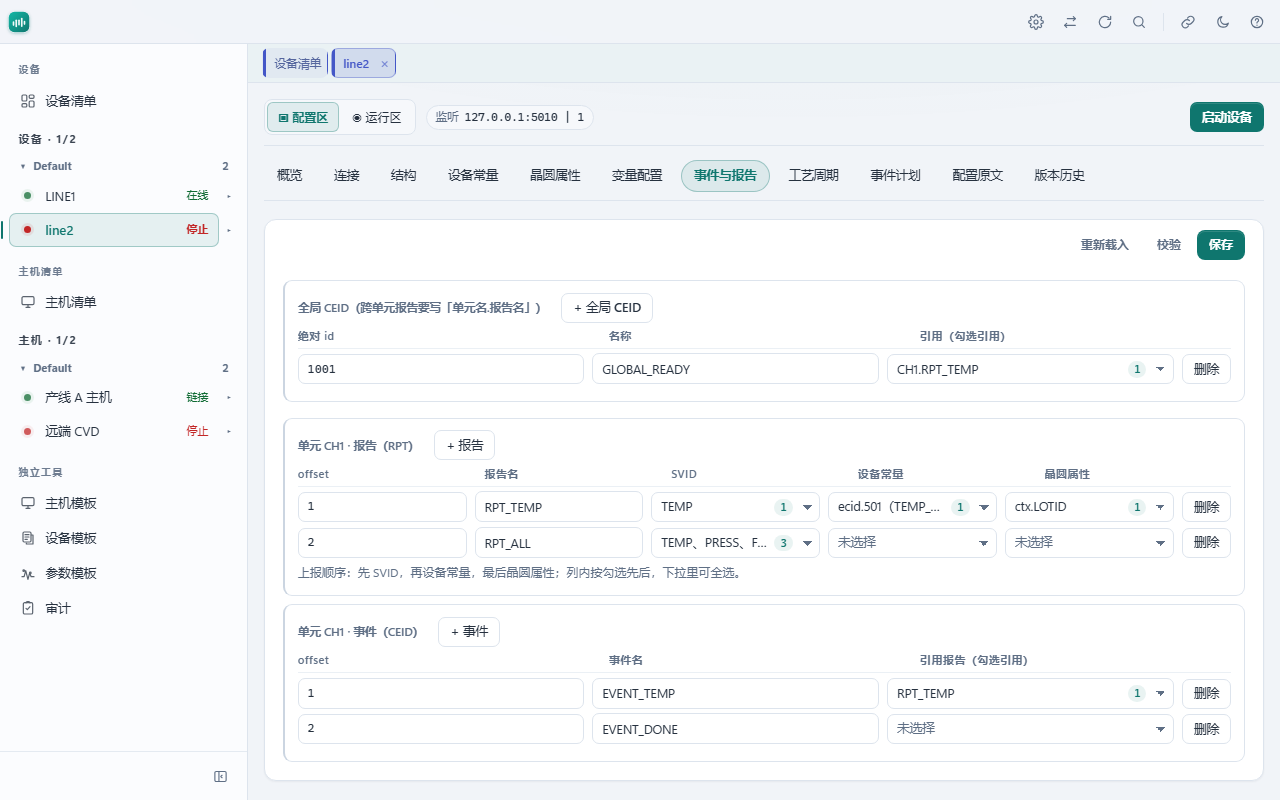 设备
设备清单
设备 · 1/2
Default 2
LINE1 在线
line2 停止
主机清单
主机清单
主机 · 1/2
Default 2
产线 A 主机 链接
远端 CVD 停止
独立工具
主机模板
设备模板
参数模板
审计
设备清单 line2 ×
配置区 运行区 监听 127.0.0.1:5010 | 1 启动设备
概览 连接 结构 设备常量 晶圆属性 变量配置 事件与报告 工艺周期 事件计划 配置原文 版本历史
重新载入 校验 保存
全局 CEID（跨单元报告要写「单元名.报告名」） + 全局 CEID
绝对 id 名称 引用（勾选引用）
1001 GLOBAL_READY CH1.RPT_TEMP 1 删除
单元 CH1 · 报告（RPT） + 报告
offset 报告名 SVID 设备常量 晶圆属性
1 RPT_TEMP TEMP 1 ecid.501（TEMP_... 1 ctx.LOTID 1 删除
2 RPT_ALL TEMP、PRESS、F... 3 未选择 未选择 删除
上报顺序：先 SVID，再设备常量，最后晶圆属性；列内按勾选先后，下拉里可全选。
单元 CH1 · 事件（CEID） + 事件
offset 事件名 引用报告（勾选引用）
1 EVENT_TEMP RPT_TEMP 1 删除
2 EVENT_DONE 未选择 删除